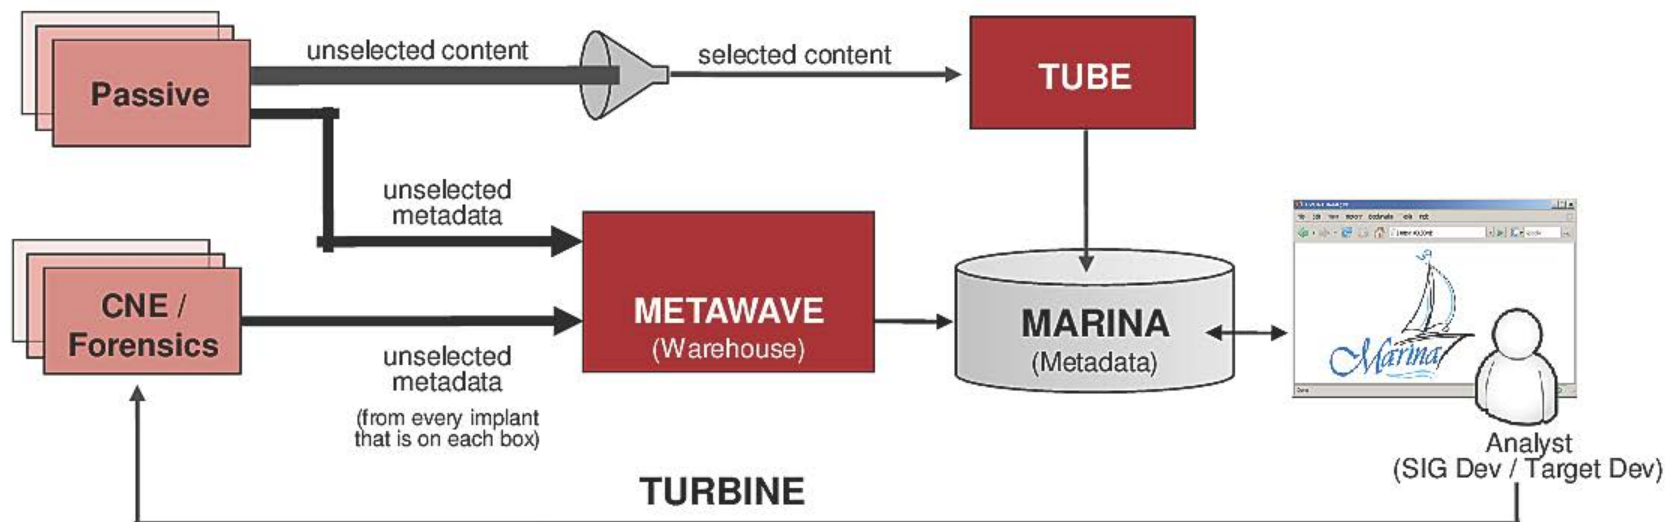 unselected content
selected content
Passive
TUBE
unselected
metadata
CNE /
Forensics
METAWAVE
(Warehouse)
MARINA
(Metadata)
Marina
unselected
metadata
(from every implant
that is on each box)
Analyst
(SIG Dev / Target Dev)
TURBINE